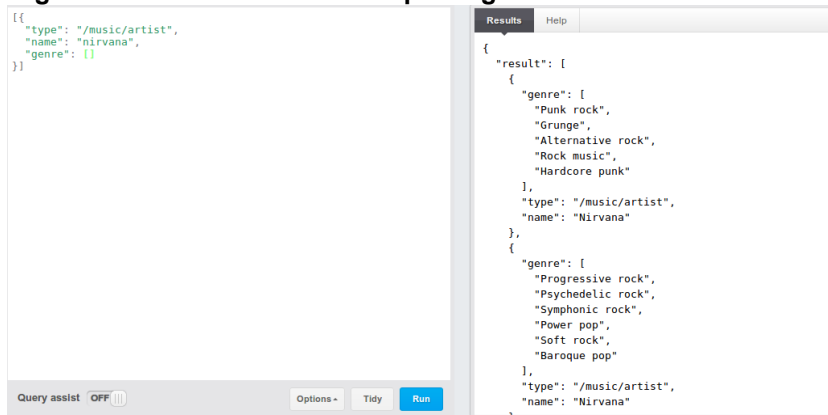 [{
"type": "/music/artist",
"name": "nirvana",
"genre": []
}]
Query assist OFF
Options
Tidy
Run
Results
Help
{
"result": [
{
"genre": [
"Punk rock",
"Grunge",
"Alternative rock",
"Rock music",
"Hardcore punk"
],
"type": "/music/artist",
"name": "Nirvana"
},
{
"genre": [
"Progressive rock",
"Psychedelic rock",
"Symphonic rock",
"Power pop",
"Soft rock",
"Baroque pop"
],
"type": "/music/artist",
"name": "Nirvana"